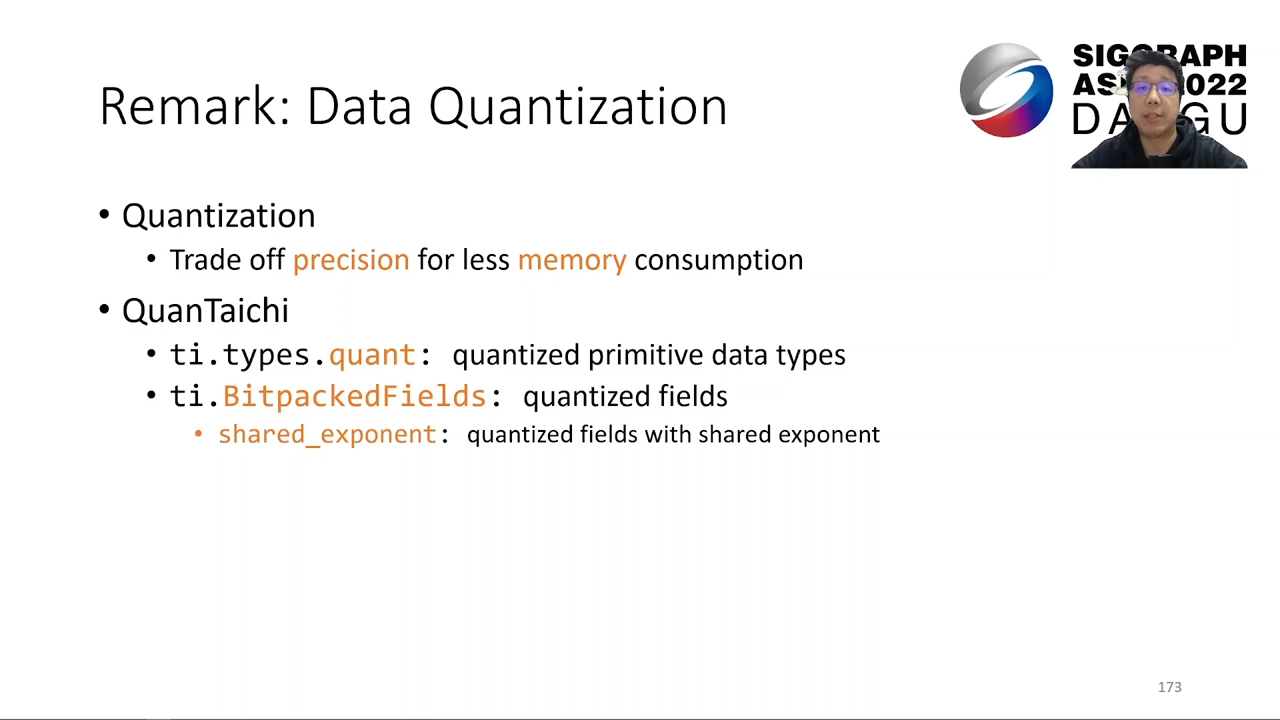 Remark: Data Quantization
• Quantization
• Trade off precision for less memory consumption
• QuanTaichi
• ti.types.quant: quantized primitive data types
• ti.BitpackedFields: quantized fields
• shared_exponent: quantized fields with shared exponent
2022
173